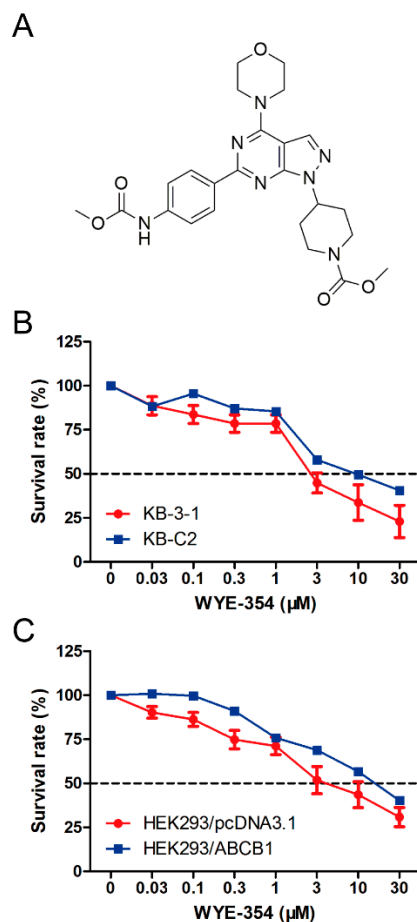 A
O
N
N
N
N
N
O
O
N
H
N
O
O
B
Survival rate (%)
125
100
75
50
25
KB-3-1
KB-C2
0 0.03 0.1 0.3 1 3 10 30
WYE-354 (µM)
C
Survival rate (%)
125
100
75
50
25
0
HEK293/pcDNA3.1
HEK293/ABCB1
0 0.03 0.1 0.3 1 3 10 30
WYE-354 (µM)